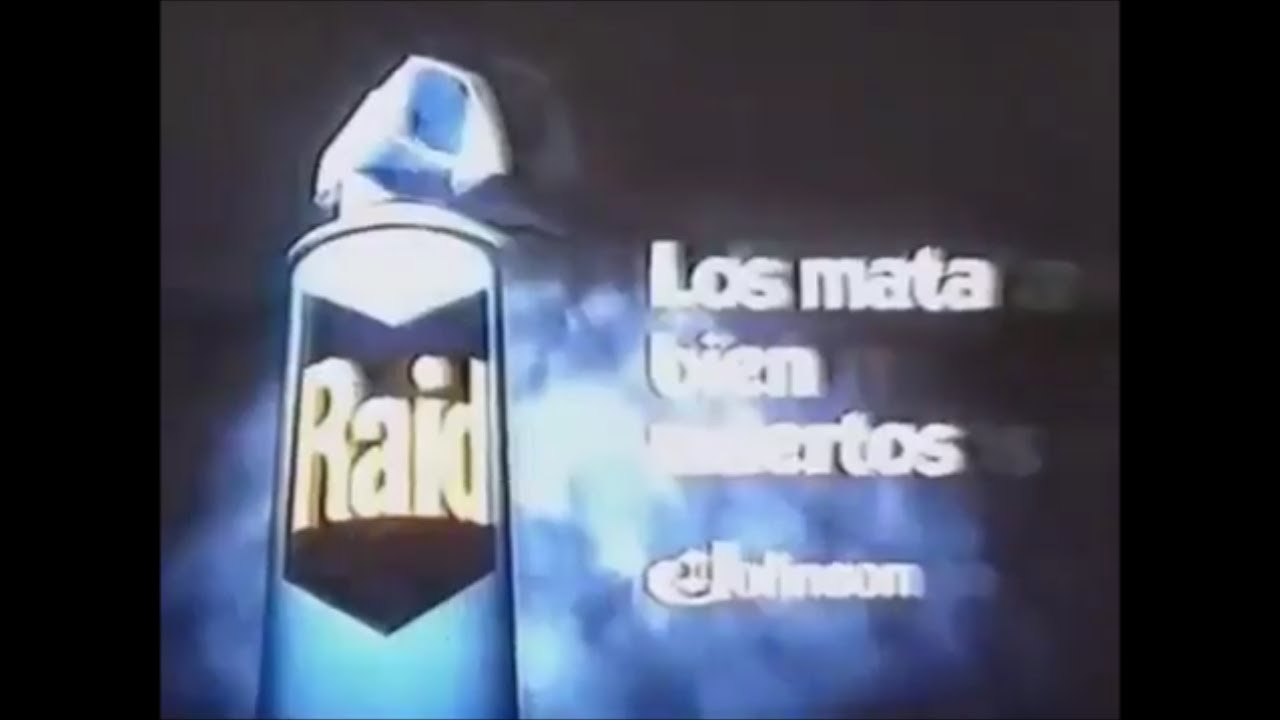 Raid
Los mata
bien
muertos
Johnson